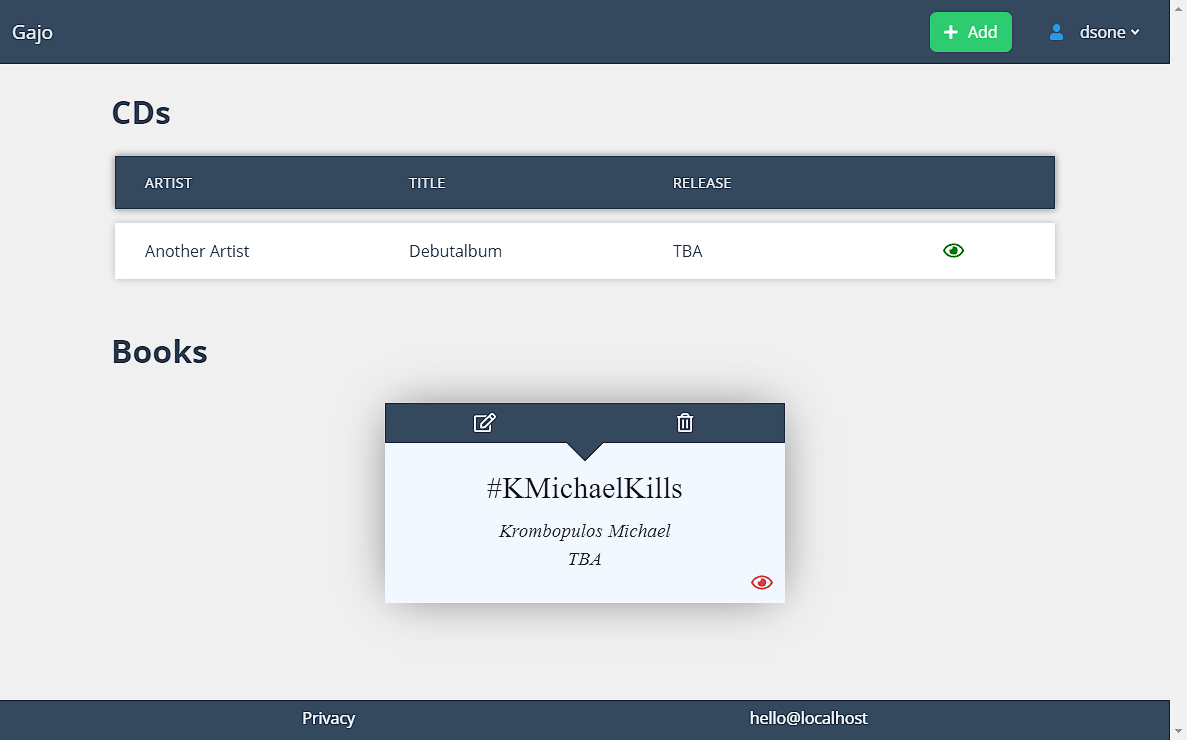 Gajo
Add
dsone
CDs
ARTIST TITLE RELEASE
Another Artist Debutalbum TBA
Books
#KMichaelKills
Krombopulos Michael
TBA
Privacy hello@localhost